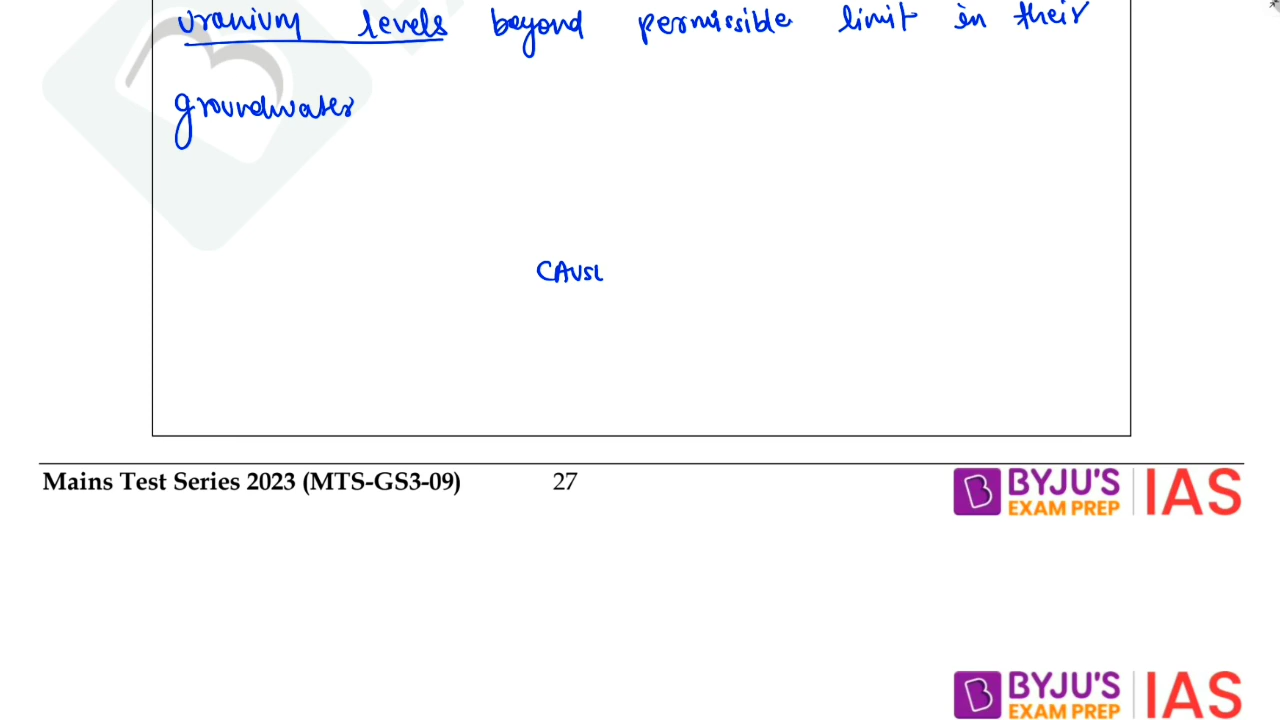 uranium levels beyond permissible limit in their
groundwater
CAUSL
Mains Test Series 2023 (MTS-GS3-09) 27 BYJU'S EXAM PREP IAS
BYJU'S EXAM PREP IAS